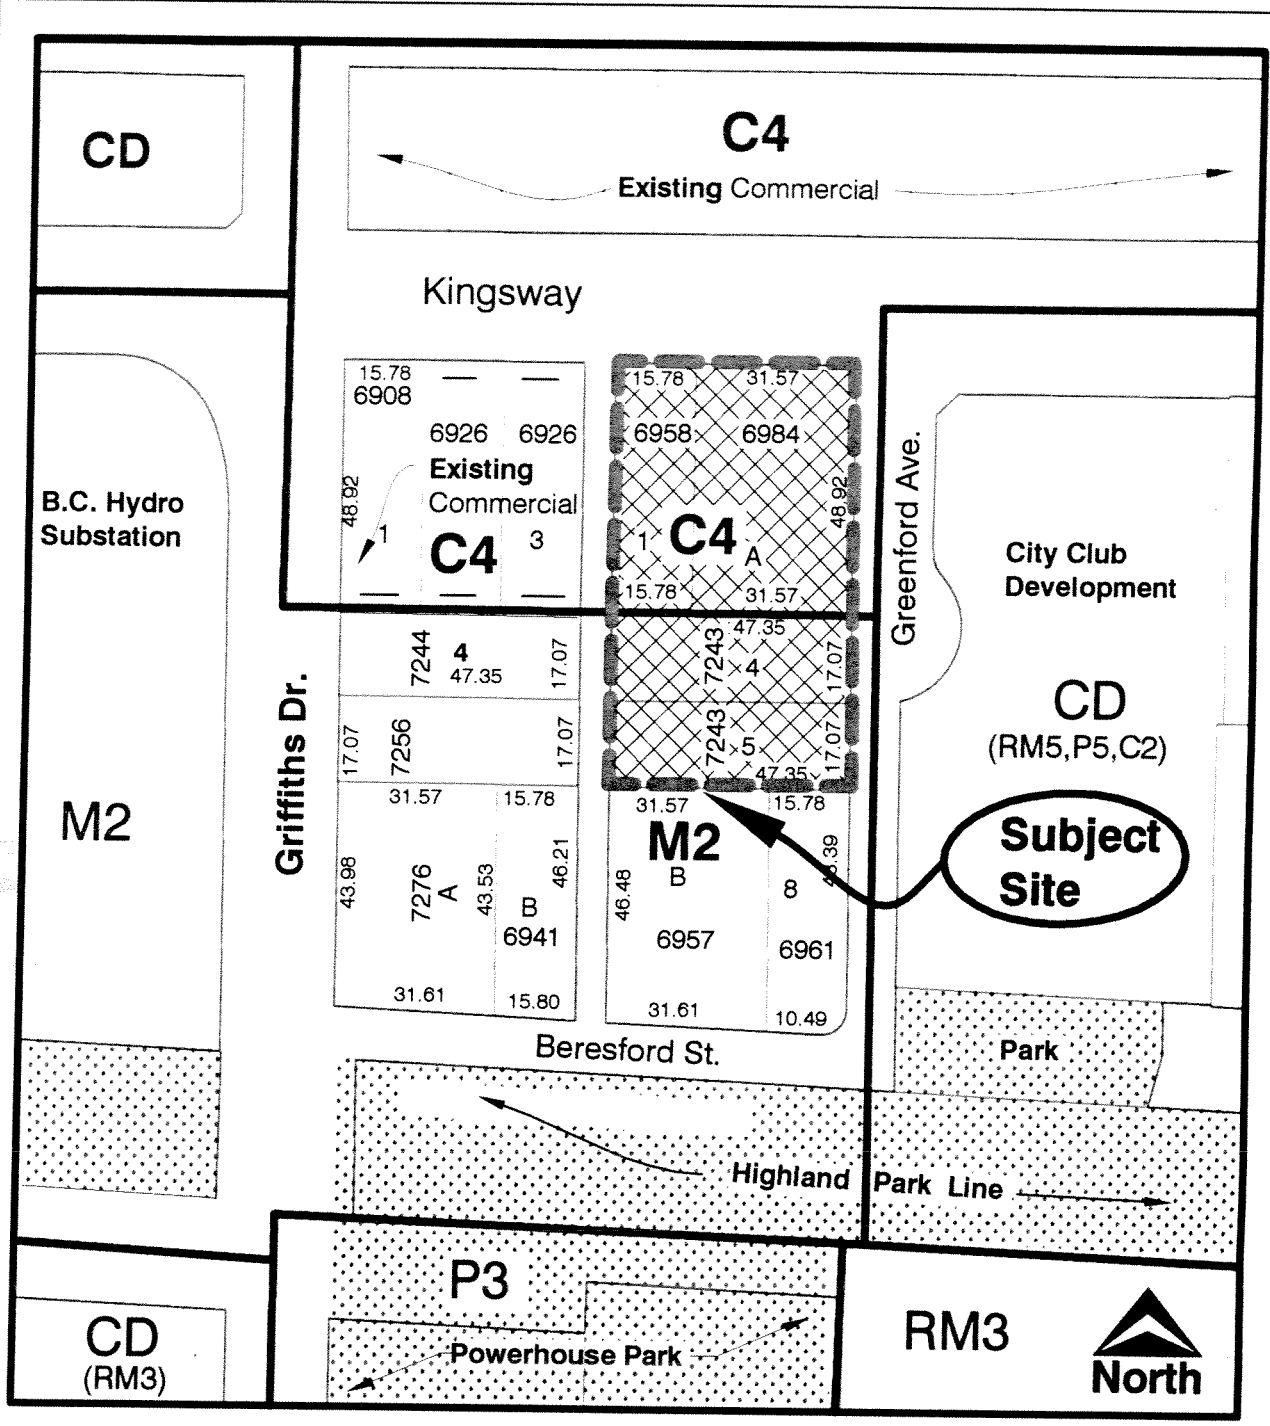 CD
C4
Existing Commercial
Kingsway
15.78
6908
6926
6926
Existing
Commercial
48.92
1
C4
3
15.78
31.57
6958
6984
48.92
1
C4
A
15.78
31.57
Greenford Ave.
B.C. Hydro
Substation
City Club
Development
CD
(RM5,P5,C2)
7244
4
47.35
17.07
47.35
7243
4
17.07
17.07
7256
17.07
7243
5
17.07
47.35
Griffiths Dr.
M2
31.57
15.78
43.98
7276
A
43.53
46.21
B
6941
31.61
15.80
31.57
15.78
M2
B
46.48
8
6957
6961
31.61
10.49
Subject
Site
Beresford St.
Park
Highland Park Line
P3
Powerhouse Park
CD
(RM3)
RM3
North